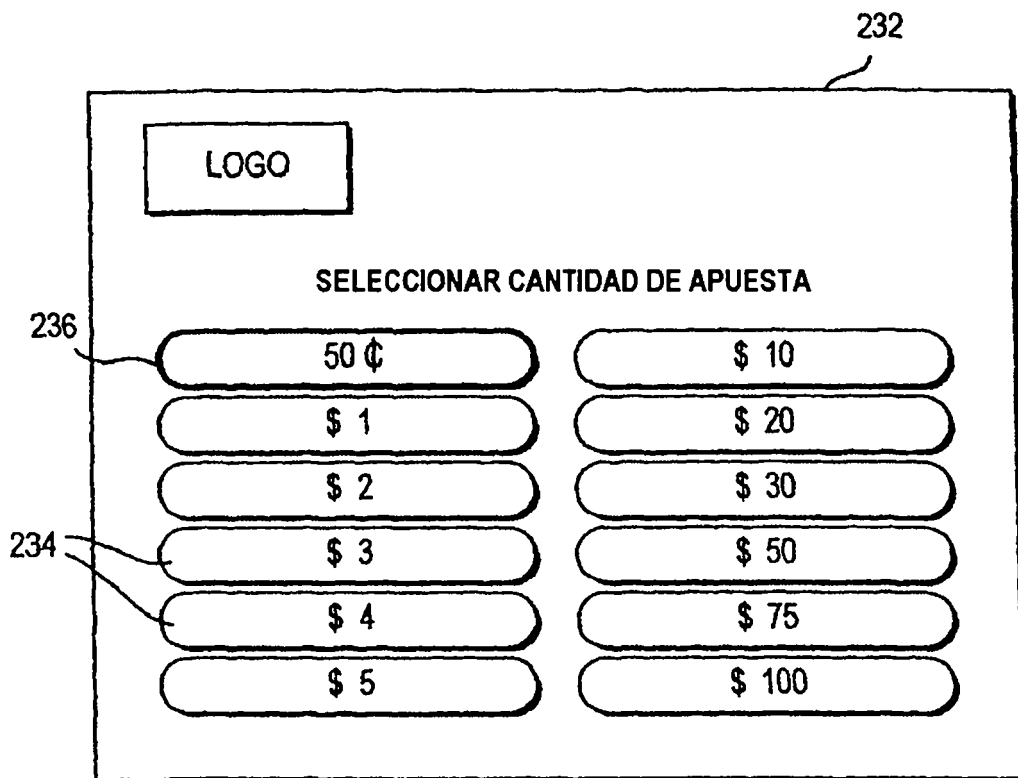 232
LOGO
SELECCIONAR CANTIDAD DE APUESTA
236
50 ₵ $ 10
$ 1 $ 20
$ 2 $ 30
234 $ 3 $ 50
$ 4 $ 75
$ 5 $ 100